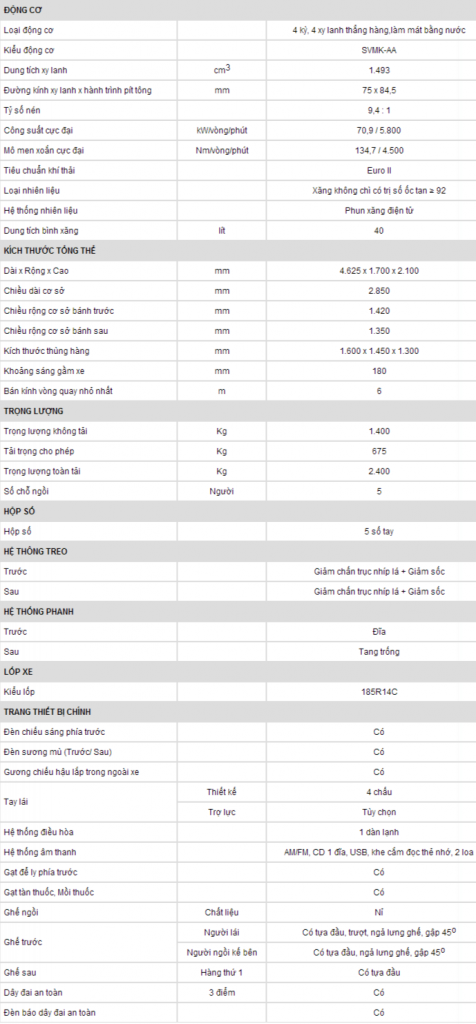 ĐỘNG CƠ
Loại động cơ 4 kỳ, 4 xy lanh thẳng hàng,làm mát bằng nước
Kiểu động cơ SVMK-AA
Dung tích xy lanh cm3 1.493
Đường kính xy lanh x hành trình pít tông mm 75 x 84,5
Tỷ số nén 9,4 : 1
Công suất cực đại kW/vòng/phút 70,9 / 5.800
Mô men xoắn cực đại Nm/vòng/phút 134,7 / 4.500
Tiêu chuẩn khí thải Euro II
Loại nhiên liệu Xăng không chì có trị số ốc tan ≥ 92
Hệ thống nhiên liệu Phun xăng điện tử
Dung tích bình xăng lít 40
KÍCH THƯỚC TỔNG THỂ
Dài x Rộng x Cao mm 4.625 x 1.700 x 2.100
Chiều dài cơ sở mm 2.850
Chiều rộng cơ sở bánh trước mm 1.420
Chiều rộng cơ sở bánh sau mm 1.350
Kích thước thùng hàng mm 1.600 x 1.450 x 1.300
Khoảng sáng gầm xe mm 180
Bán kính vòng quay nhỏ nhất m 6
TRỌNG LƯỢNG
Trọng lượng không tải Kg 1.400
Tải trọng cho phép Kg 675
Trọng lượng toàn tải Kg 2.400
Số chỗ ngồi Người 5
HỘP SỐ
Hộp số 5 số tay
HỆ THỐNG TREO
Trước Giảm chấn trục nhíp lá + Giảm sốc
Sau Giảm chấn trục nhíp lá + Giảm sốc
HỆ THỐNG PHANH
Trước Đĩa
Sau Tang trống
LỐP XE
Kiểu lốp 185R14C
TRANG THIẾT BỊ CHÍNH
Đèn chiếu sáng phía trước Có
Đèn sương mù (Trước/ Sau) Có
Gương chiếu hậu lắp trong ngoài xe Có
Tay lái Thiết kế 4 chấu
Trợ lực Tùy chọn
Hệ thống điều hòa 1 dàn lạnh
Hệ thống âm thanh AM/FM, CD 1 đĩa, USB, khe cắm đọc thẻ nhớ, 2 loa
Gạt để ly phía trước Có
Gạt tàn thuốc, Mồi thuốc Có
Ghế ngồi Chất liệu Nỉ
Ghế trước Người lái Có tựa đầu, trượt, ngả lưng ghế, gập 45º
Người ngồi kế bên Có tựa đầu, ngả lưng ghế, gập 45º
Ghế sau Hàng thứ 1 Có tựa đầu
Dây đai an toàn 3 điểm Có
Đèn báo dây đai an toàn Có